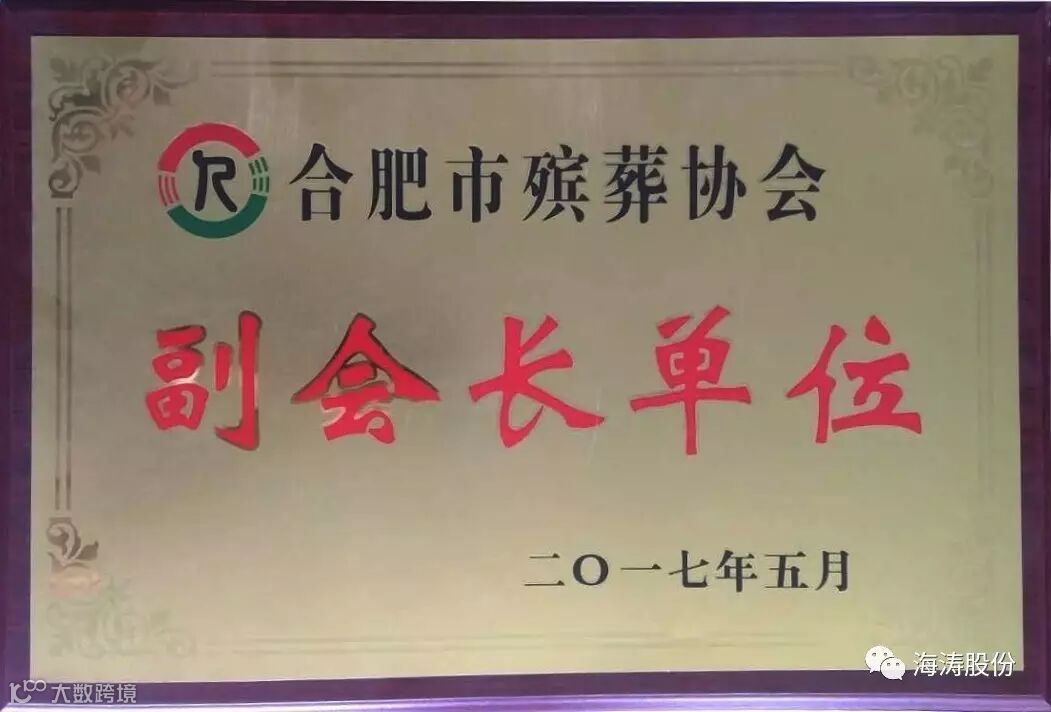 合肥市殡葬协会
副会长单位
二〇一七年五月
海涛股份
大数跨境